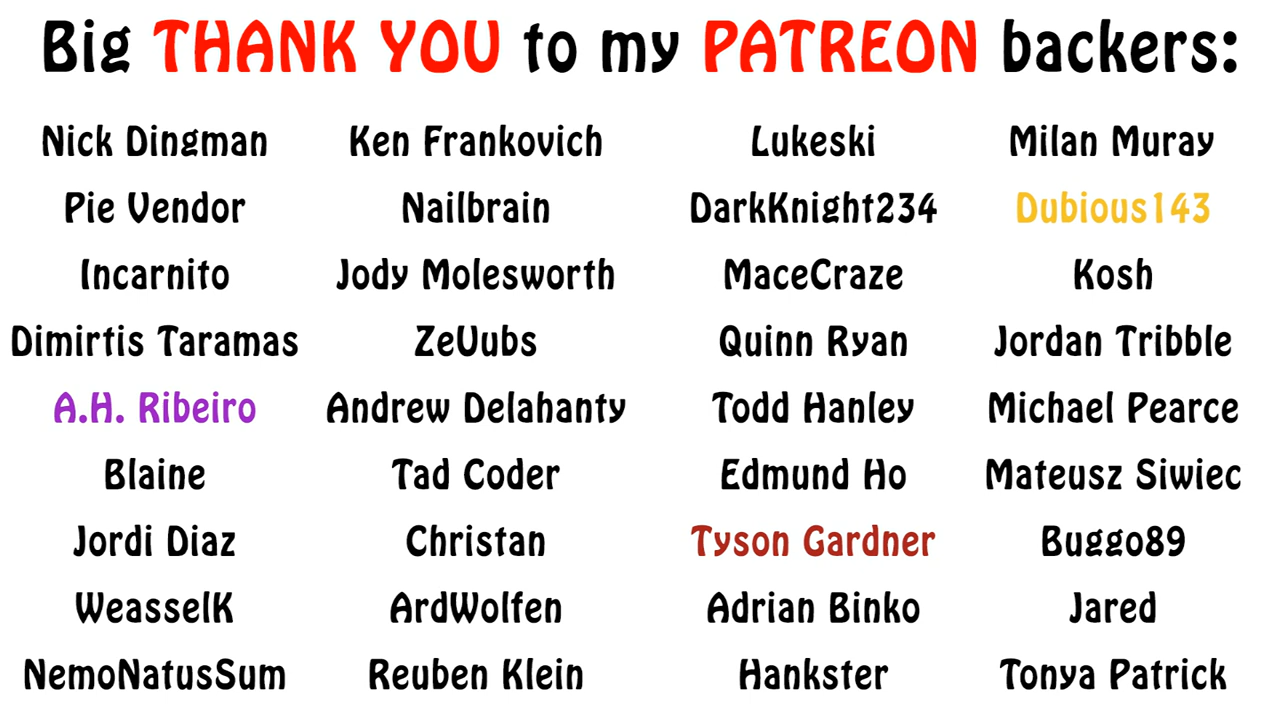 Big THANK YOU to my PATREON backers:
Nick Dingman Ken Frankovich Lukeski Milan Muray
Pie Vendor Nailbrain DarkKnight234 Dubious143
Incarnito Jody Molesworth MaceCraze Kosh
Dimirtis Taramas ZeVubs Quinn Ryan Jordan Tribble
A.H. Ribeiro Andrew Delahanty Todd Hanley Michael Pearce
Blaine Tad Coder Edmund Ho Mateusz Siwiec
Jordi Diaz Christan Tyson Gardner Buggo89
WeasselK ArdWolfen Adrian Binko Jared
NemoNatusSum Reuben Klein Hankster Tonya Patrick